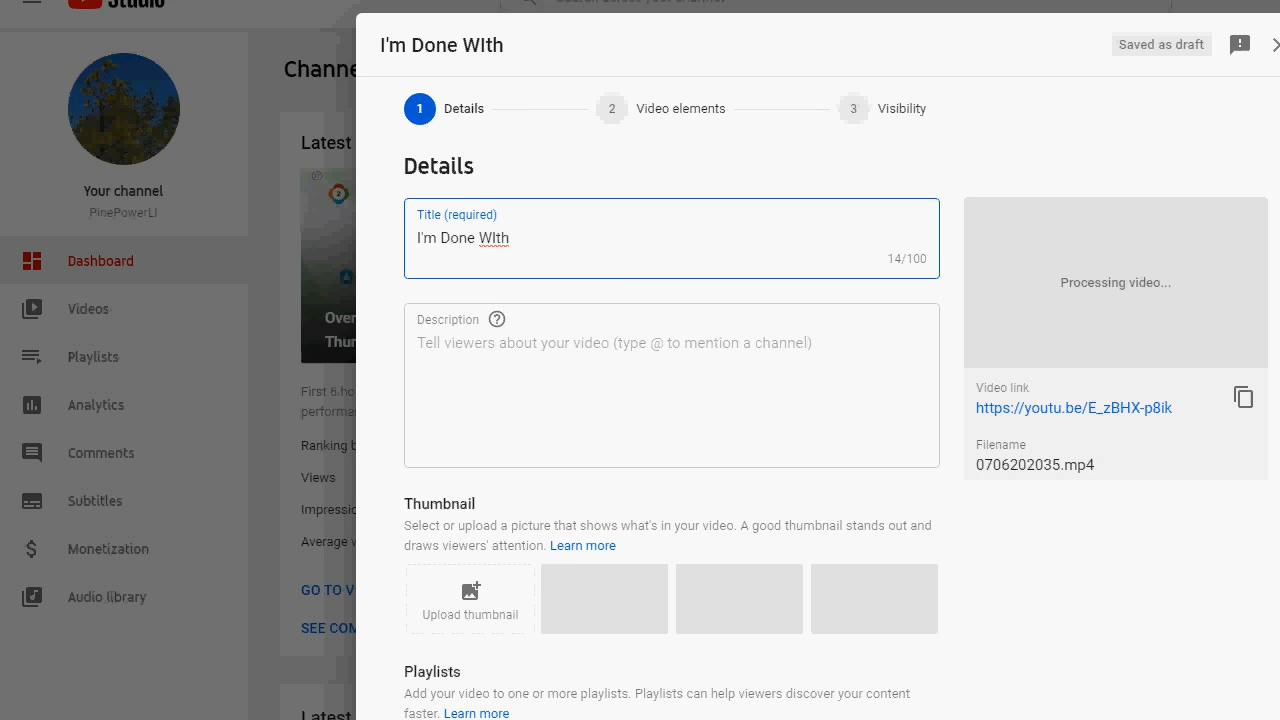 Studio
I'm Done WIth
Saved as draft
Your channel
PinePowerLI
Channe
1 Details
2 Video elements
3 Visibility
Details
Title (required)
I'm Done WIth
14/100
Description
Tell viewers about your video (type @ to mention a channel)
Processing video...
Video link
https://youtu.be/E_zBHX-p8ik
Filename
0706202035.mp4
Thumbnail
Select or upload a picture that shows what's in your video. A good thumbnail stands out and
draws viewers' attention. Learn more
Upload thumbnail
Playlists
Add your video to one or more playlists. Playlists can help viewers discover your content
faster. Learn more
Dashboard
Videos
Playlists
Analytics
Comments
Subtitles
Monetization
Audio library
Latest
2
Over
Thur
First 6 ho
performa
Ranking b
Views
Impressio
Average v
GO TO V
SEE COM
Latest